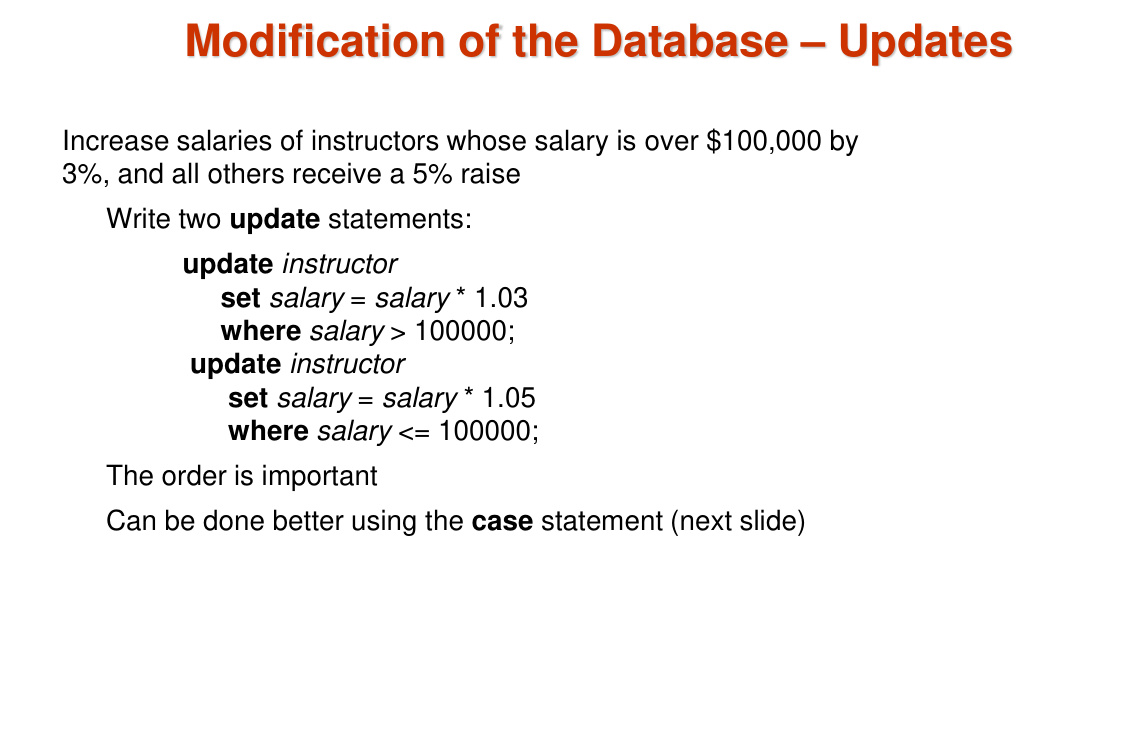 Modification of the Database – Updates
Increase salaries of instructors whose salary is over $100,000 by
3%, and all others receive a 5% raise
Write two update statements:
update instructor
set salary = salary * 1.03
where salary > 100000;
update instructor
set salary = salary * 1.05
where salary <= 100000;
The order is important
Can be done better using the case statement (next slide)